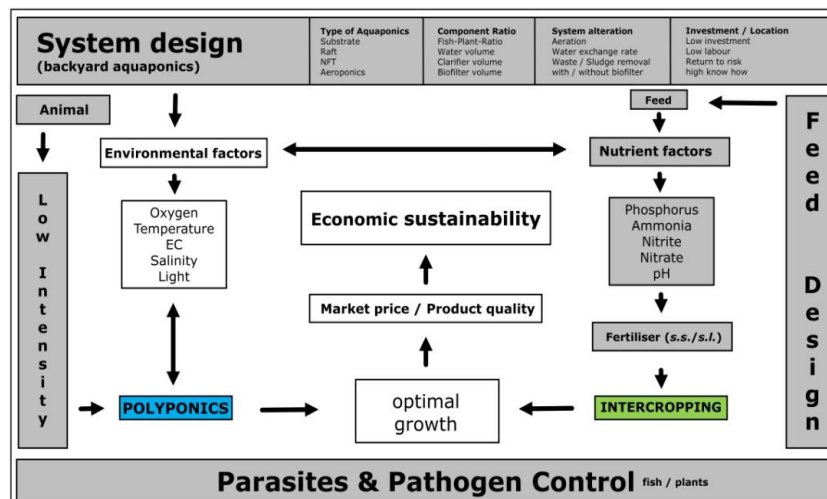 System design
(backyard aquaponics)
Type of Aquaponics
Substrate
Raft
NFT
Aeroponics
Component Ratio
Fish-Plant-Ratio
Water volume
Clarifier volume
Biofilter volume
System alteration
Aeration
Water exchange rate
Waste / Sludge removal
with / without biofilter
Investment / Location
Low investment
Low labour
Return to risk
high know how
Animal
Feed
Environmental factors
Nutrient factors
Low Intensity
Oxygen
Temperature
EC
Salinity
Light
Economic sustainability
Phosphorus
Ammonia
Nitrite
Nitrate
pH
Feed Design
Market price / Product quality
Fertiliser (s.s./s.l.)
POLYPONICS
optimal
growth
INTERCROPPING
Parasites & Pathogen Control fish / plants